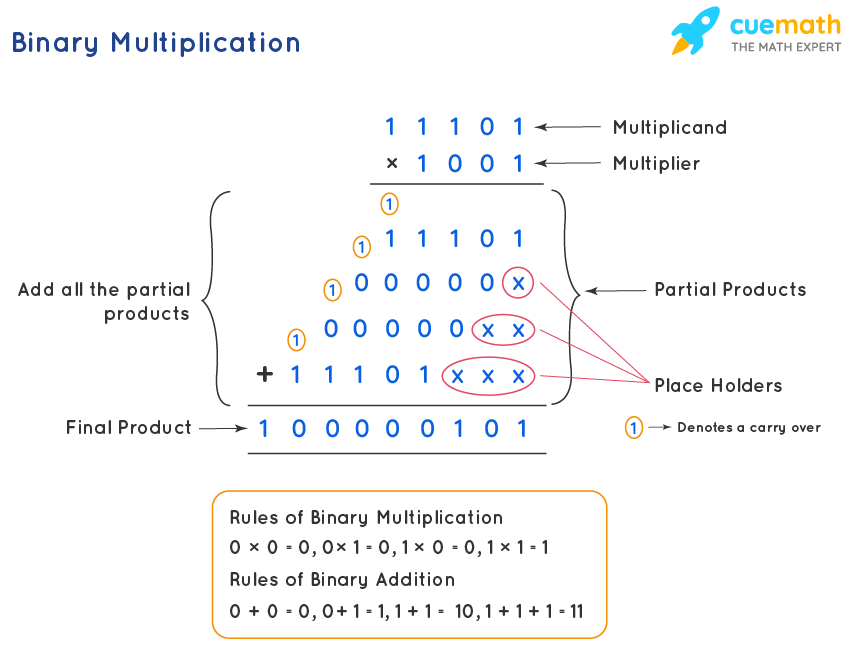 Binary Multiplication
cuemath
THE MATH EXPERT
1 1 1 0 1 Multiplicand
× 1 0 0 1 Multiplier
1
1 1 1 0 1
1
0 0 0 0 0 x
1
0 0 0 0 0 x x
1
+ 1 1 1 0 1 x x x
Add all the partial
products
Partial Products
Place Holders
Final Product 1 0 0 0 0 0 1 0 1
1 Denotes a carry over
Rules of Binary Multiplication
0 × 0 = 0, 0× 1 = 0, 1 × 0 = 0, 1 × 1 = 1
Rules of Binary Addition
0 + 0 = 0, 0+ 1 = 1, 1 + 1 = 10, 1 + 1 + 1 = 11